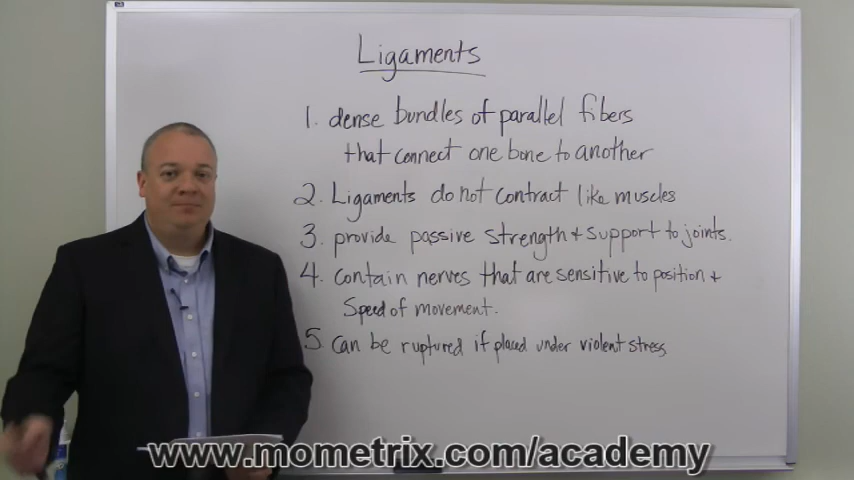 Ligaments
1. dense bundles of parallel fibers
that connect one bone to another
2. Ligaments do not contract like muscles
3. provide passive strength + support to joints.
4. contain nerves that are sensitive to position +
Speed of movement.
5 can be ruptured if placed under violent stress
www.mometrix.com/academy